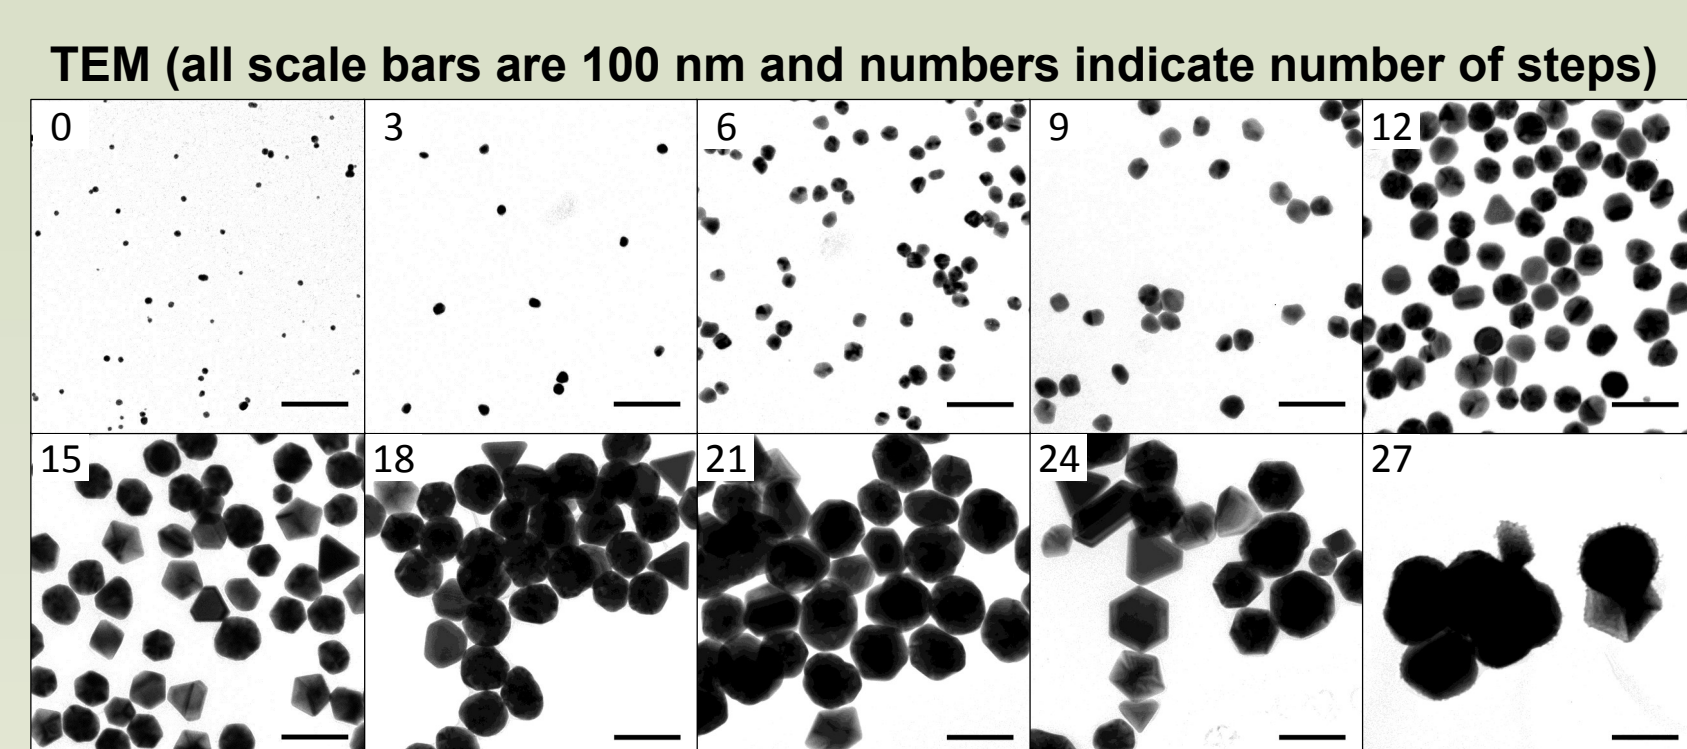 TEM (all scale bars are 100 nm and numbers indicate number of steps)
0 3 6 9 12
15 18 21 24 27